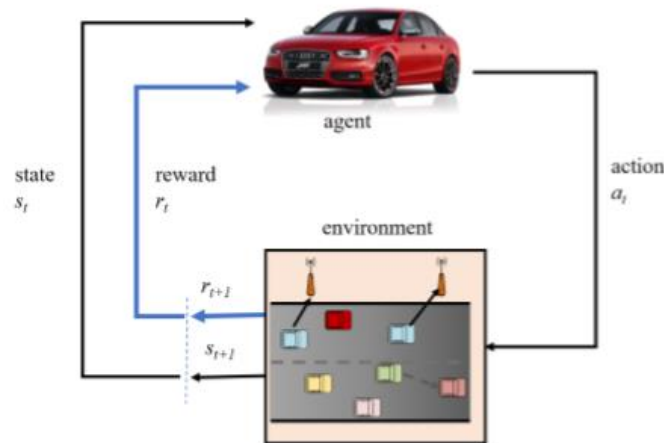 agent
state
s_t
reward
r_t
action
a_t
environment
r_{t+1}
s_{t+1}